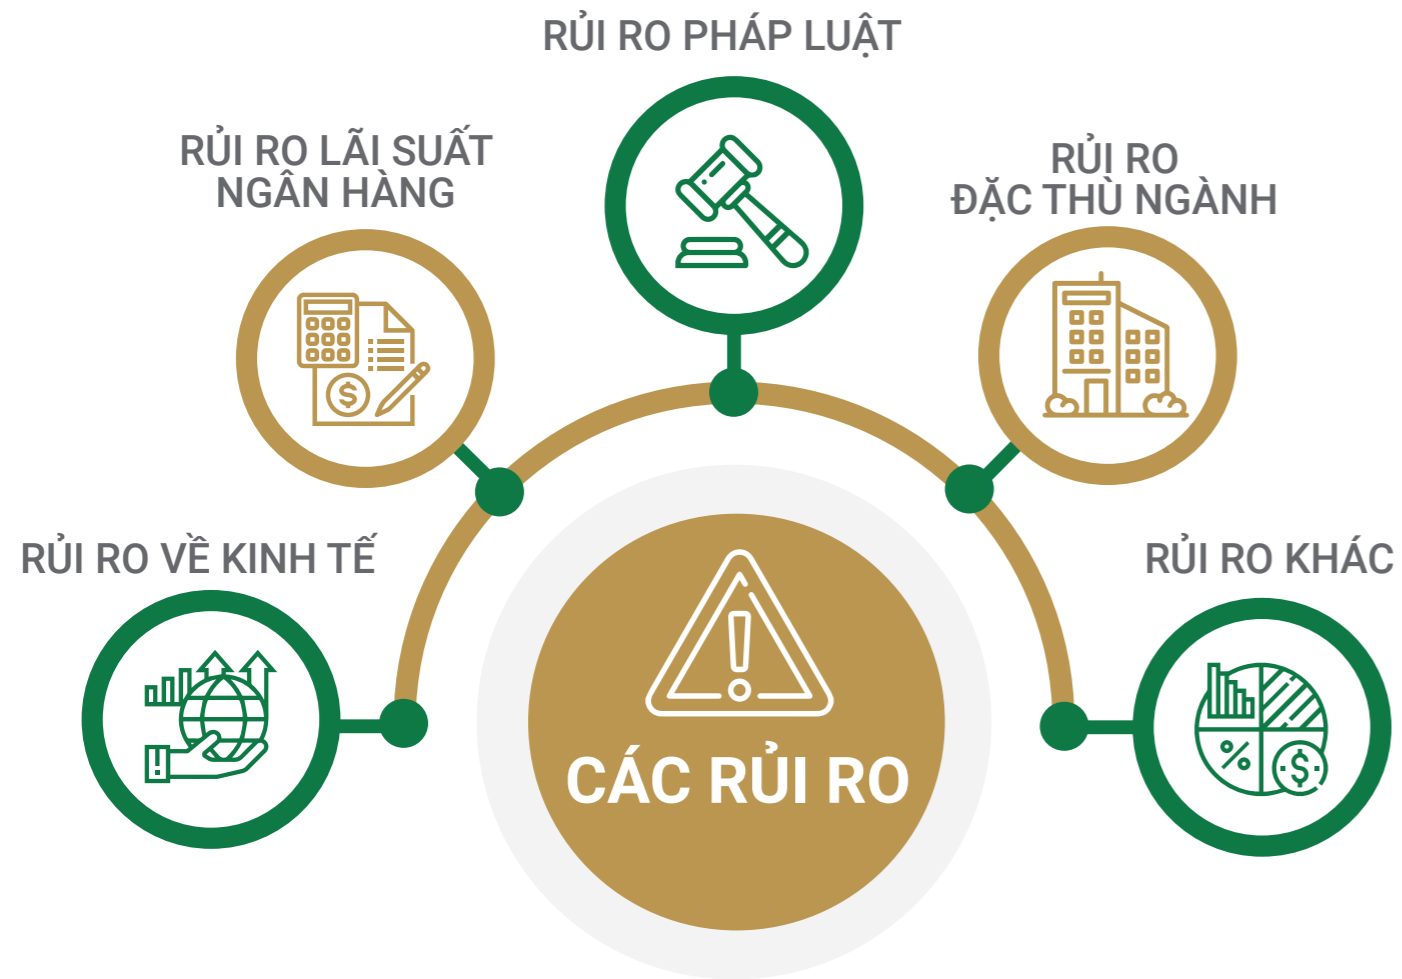 RỦI RO PHÁP LUẬT
RỦI RO LÃI SUẤT
NGÂN HÀNG
RỦI RO
ĐẶC THÙ NGÀNH
RỦI RO VỀ KINH TẾ
RỦI RO KHÁC
CÁC RỦI RO